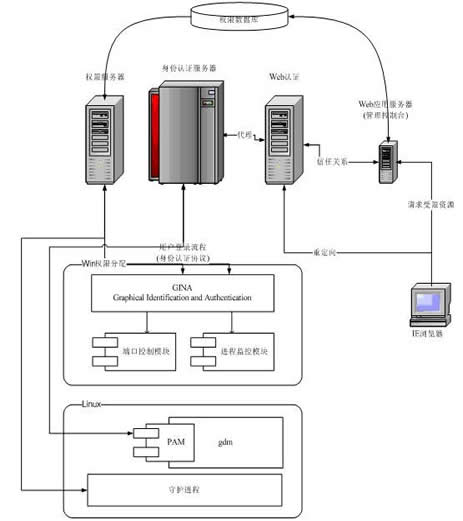 权限数据库
权限服务器
身份认证服务器
Web认证
Web应用服务器
(管理控制台)
代理
信任关系
请求受限资源
用户登录流程
(身份认证协议)
重定向
Win权限分配
GINA
Graphical Identification and Authentication
IE浏览器
端口控制模块
进程监控模块
Linux
PAM
gdm
守护进程